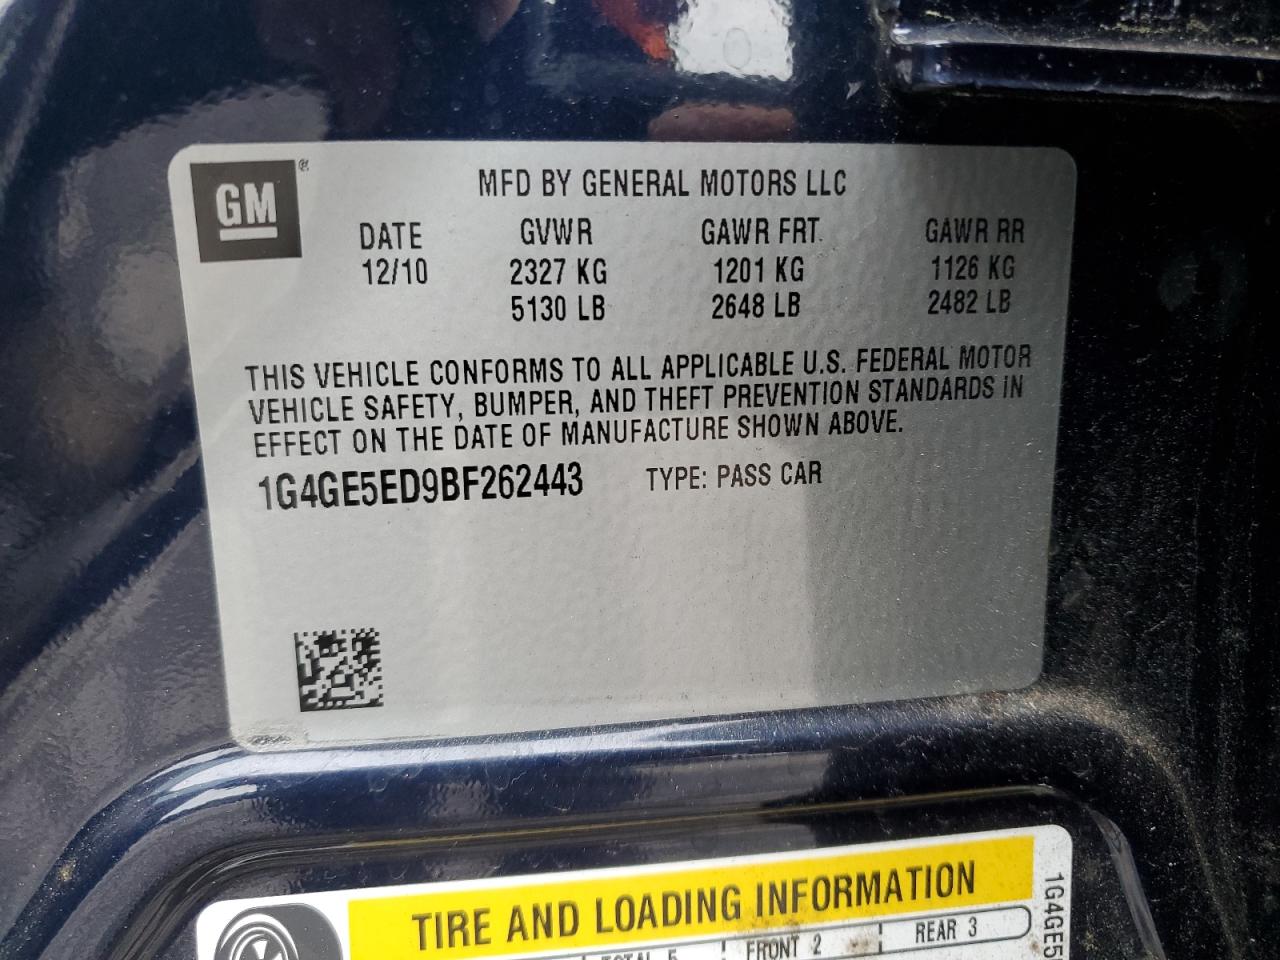 GM
®
MFD BY GENERAL MOTORS LLC
DATE GVWR GAWR FRT. GAWR RR
12/10 2327 KG 1201 KG 1126 KG
5130 LB 2648 LB 2482 LB
THIS VEHICLE CONFORMS TO ALL APPLICABLE U.S. FEDERAL MOTOR
VEHICLE SAFETY, BUMPER, AND THEFT PREVENTION STANDARDS IN
EFFECT ON THE DATE OF MANUFACTURE SHOWN ABOVE.
1G4GE5ED9BF262443 TYPE: PASS CAR
TIRE AND LOADING INFORMATION
TOTAL 5 FRONT 2 REAR 3
1G4GE5